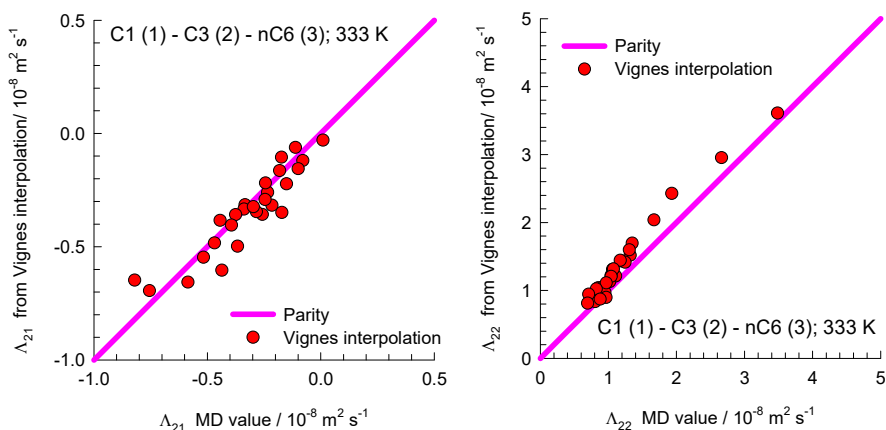 C1 (1) - C3 (2) - nC6 (3); 333 K
Λ21 from Vignes interpolation/ 10⁻⁸ m² s⁻¹
0.5
0.0
-0.5
-1.0
-1.0 -0.5 0.0 0.5
Parity
Vignes interpolation
Λ21 MD value / 10⁻⁸ m² s⁻¹
Λ22 from Vignes interpolation/ 10⁻⁸ m² s⁻¹
5
4
3
2
1
0
0 1 2 3 4 5
Parity
Vignes interpolation
C1 (1) - C3 (2) - nC6 (3); 333 K
Λ22 MD value / 10⁻⁸ m² s⁻¹